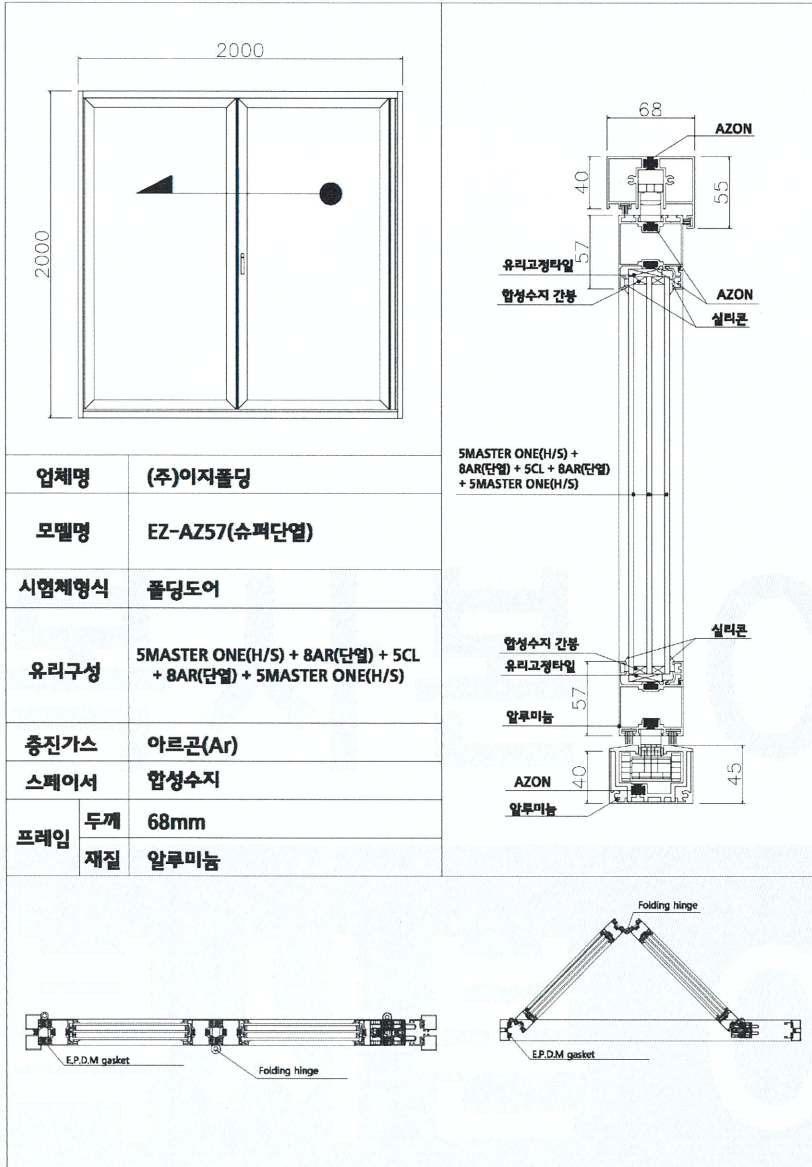 2000
2000
업체명 (주)이지폴딩
모델명 EZ-AZ57(슈퍼단열)
시험체형식 폴딩도어
유리구성 5MASTER ONE(H/S) + 8AR(단열) + 5CL
+ 8AR(단열) + 5MASTER ONE(H/S)
충진가스 아르곤(Ar)
스페이서 합성수지
프레임 두께 68mm
재질 알루미늄
68
AZON
40
55
57
유리고정타일
합성수지 간봉
AZON
실리콘
5MASTER ONE(H/S) +
8AR(단열) + 5CL + 8AR(단열)
+ 5MASTER ONE(H/S)
실리콘
합성수지 간봉
유리고정타일
57
알루미늄
40
45
AZON
알루미늄
E.P.D.M gasket
Folding hinge
Folding hinge
E.P.D.M gasket